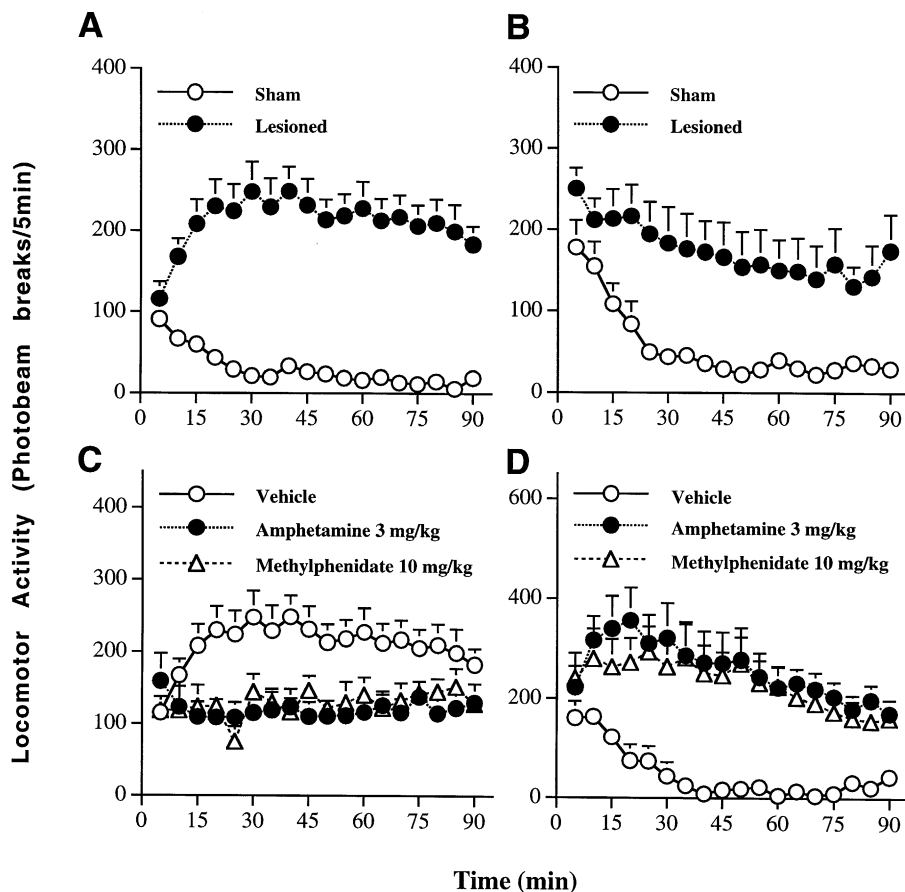 A
400
300
200
100
0
Sham
Lesioned
0 15 30 45 60 75 90
B
400
300
200
100
0
Sham
Lesioned
0 15 30 45 60 75 90
C
400
300
200
100
0
Vehicle
Amphetamine 3 mg/kg
Methylphenidate 10 mg/kg
0 15 30 45 60 75 90
D
600
400
200
0
Vehicle
Amphetamine 3 mg/kg
Methylphenidate 10 mg/kg
0 15 30 45 60 75 90
Locomotor Activity (Photobeam breaks/5min)
Time (min)